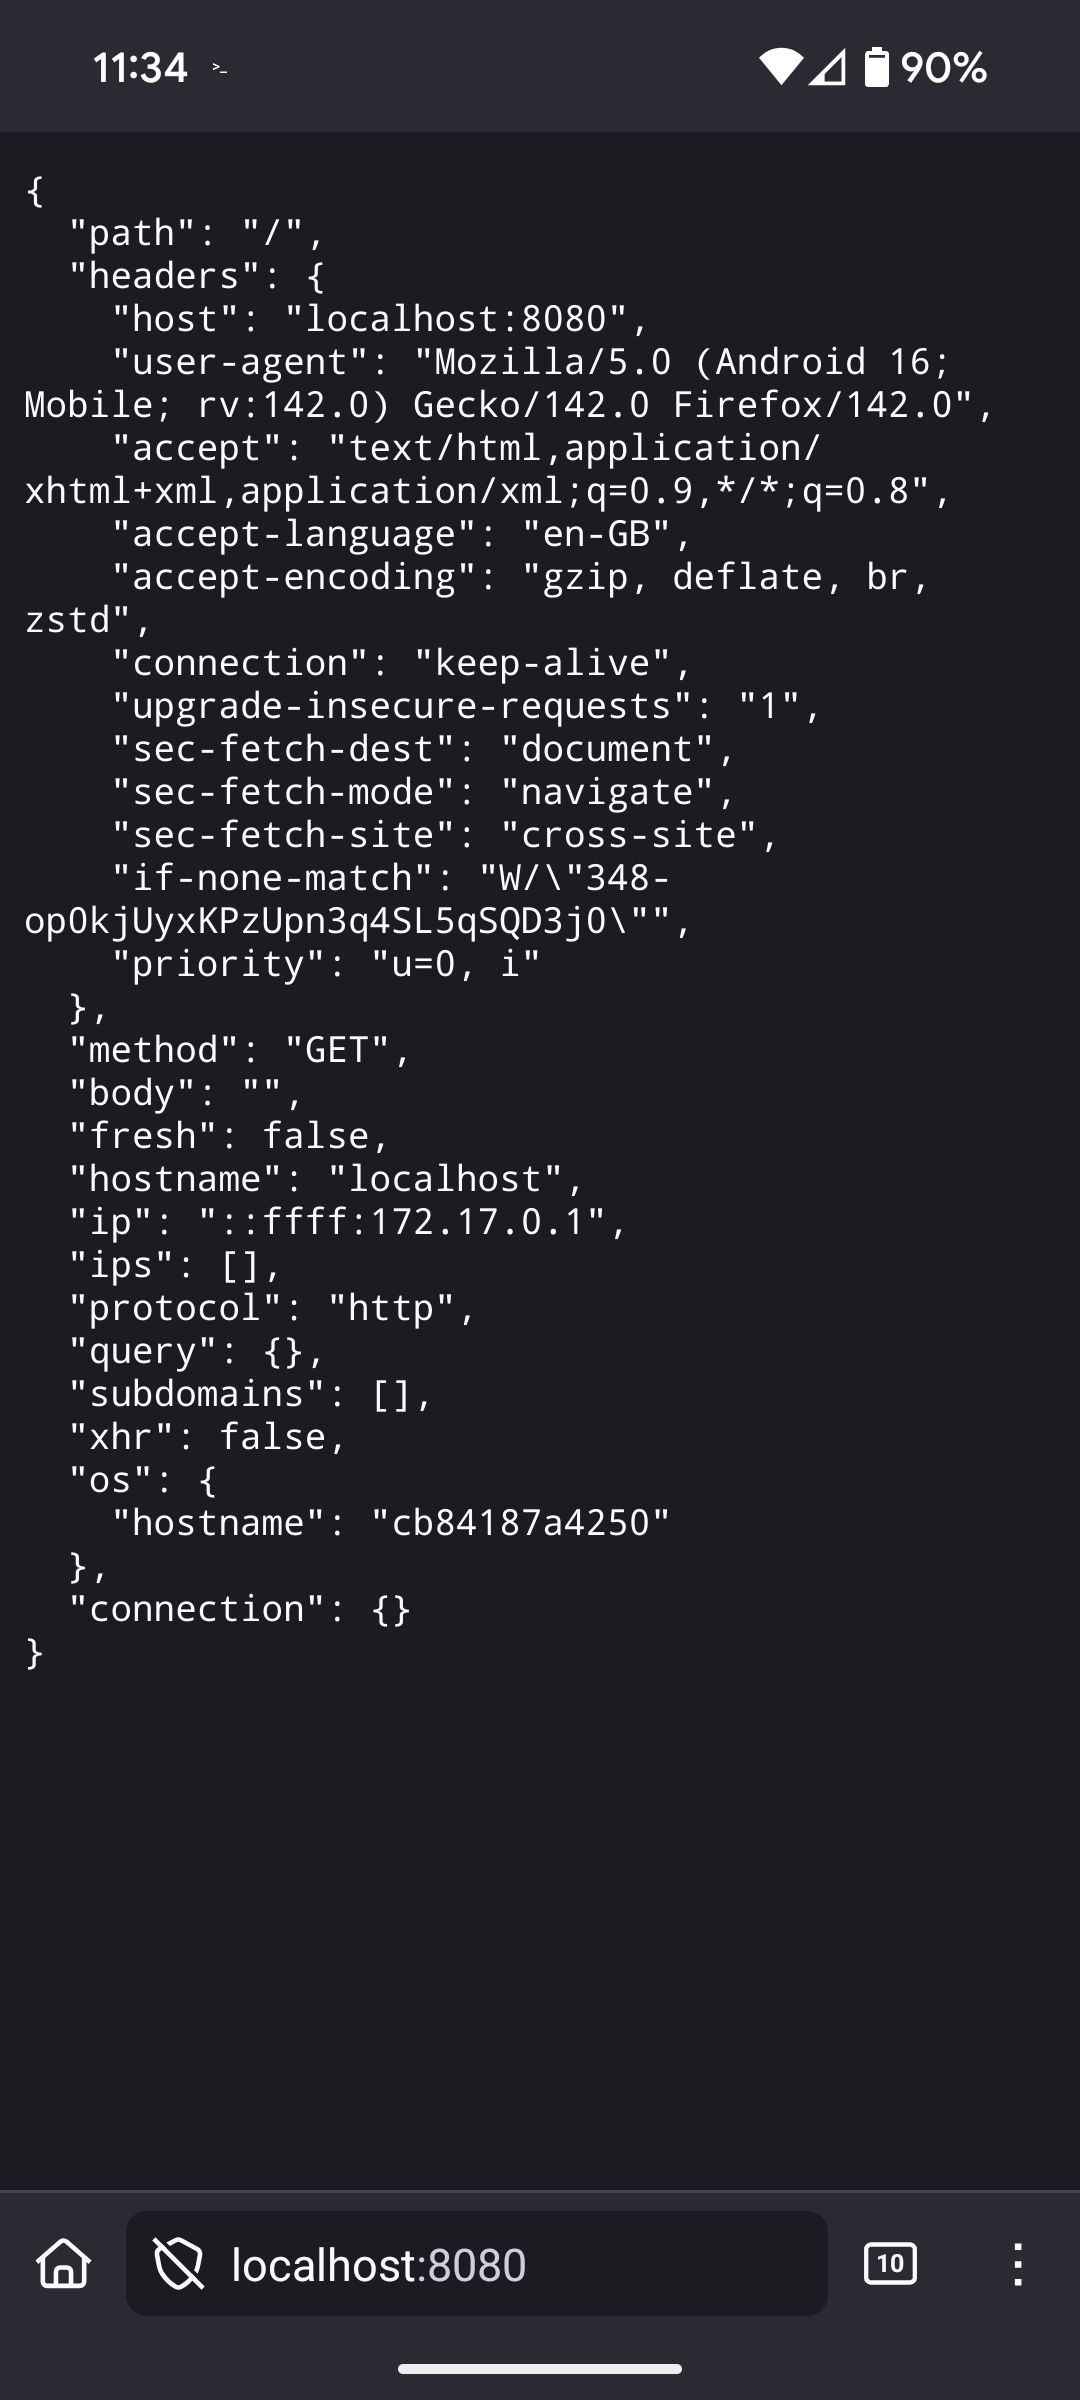 11:34 >_ 90%
{
  "path": "/",
  "headers": {
    "host": "localhost:8080",
    "user-agent": "Mozilla/5.0 (Android 16;
Mobile; rv:142.0) Gecko/142.0 Firefox/142.0",
    "accept": "text/html,application/
xhtml+xml,application/xml;q=0.9,*/*;q=0.8",
    "accept-language": "en-GB",
    "accept-encoding": "gzip, deflate, br,
zstd",
    "connection": "keep-alive",
    "upgrade-insecure-requests": "1",
    "sec-fetch-dest": "document",
    "sec-fetch-mode": "navigate",
    "sec-fetch-site": "cross-site",
    "if-none-match": "W/\"348-
op0kjUyxKPzUpn3q4SL5qSQD3j0\"",
    "priority": "u=0, i"
  },
  "method": "GET",
  "body": "",
  "fresh": false,
  "hostname": "localhost",
  "ip": "::ffff:172.17.0.1",
  "ips": [],
  "protocol": "http",
  "query": {},
  "subdomains": [],
  "xhr": false,
  "os": {
    "hostname": "cb84187a4250"
  },
  "connection": {}
}
localhost:8080 10